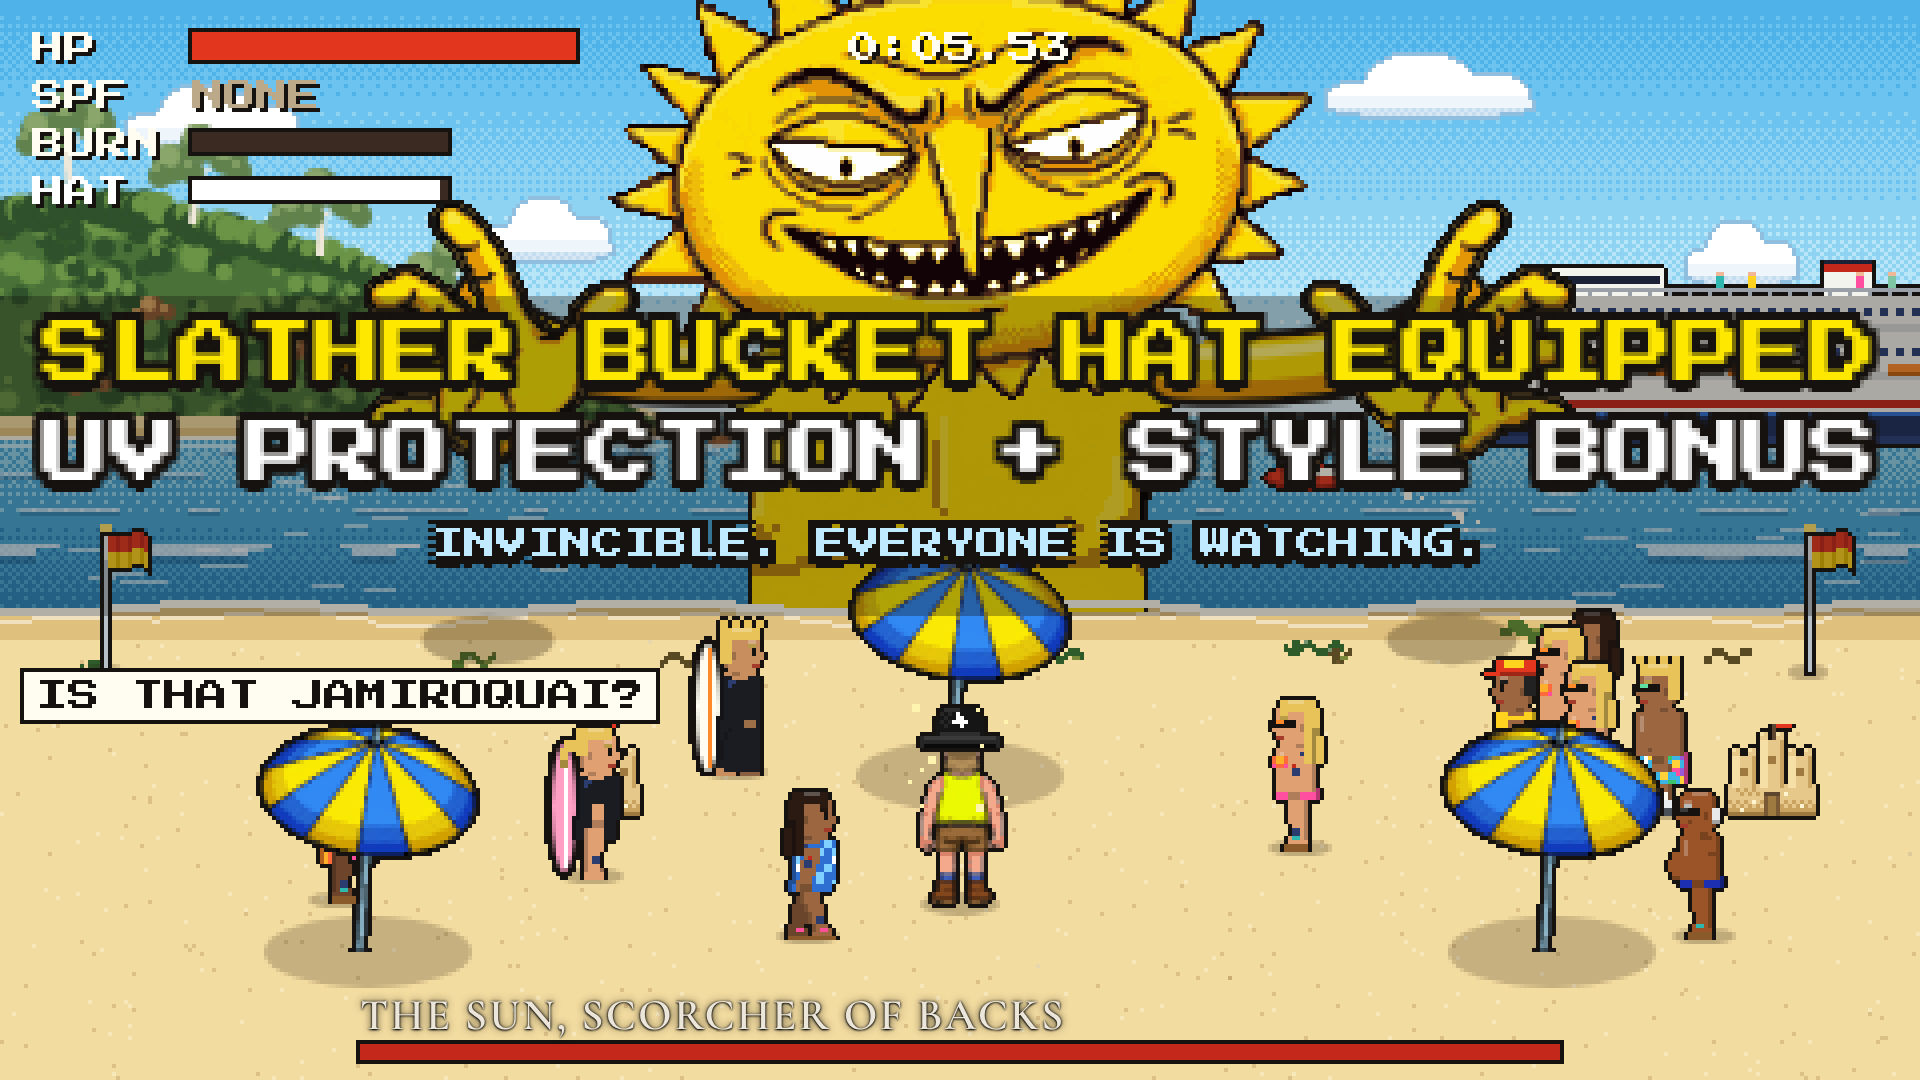 HP
0:05.53
SPF NONE
BURN
HAT
SLATHER BUCKET HAT EQUIPPED
UV PROTECTION + STYLE BONUS
INVINCIBLE. EVERYONE IS WATCHING.
IS THAT JAMIROQUAI?
THE SUN, SCORCHER OF BACKS